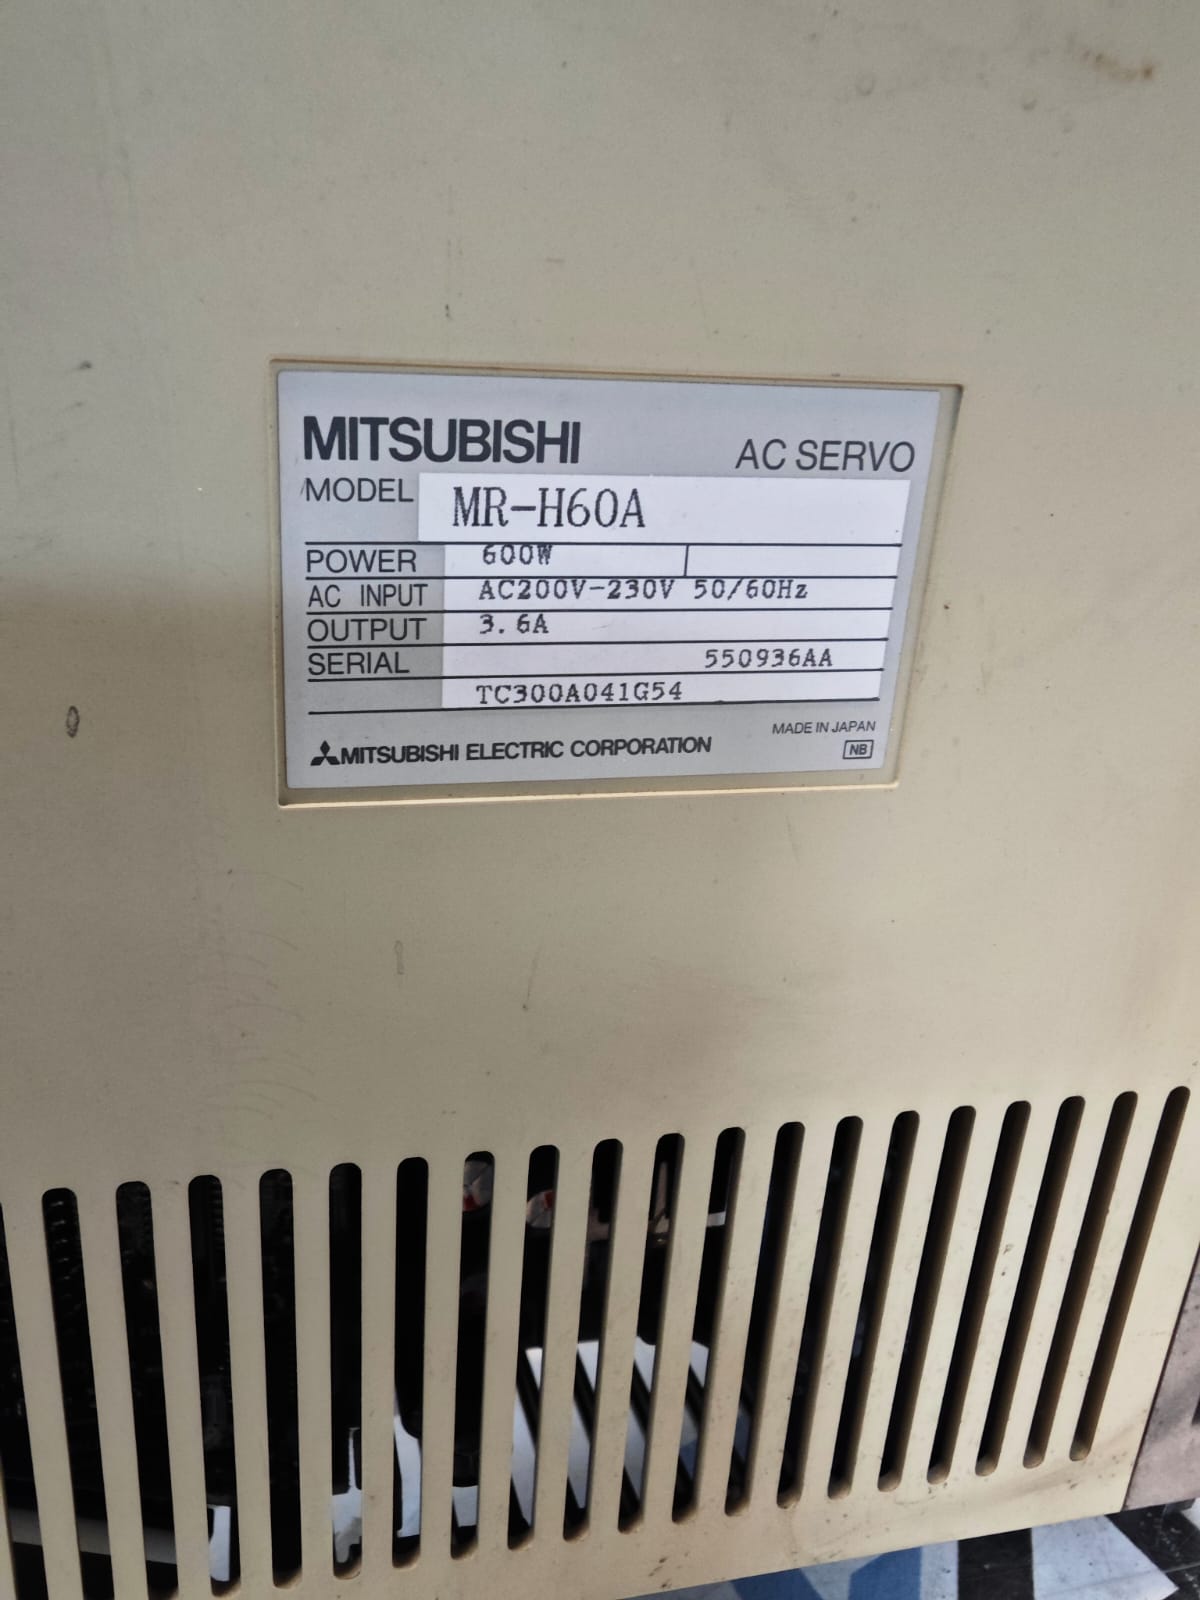 MITSUBISHI
AC SERVO
MODEL MR-H60A
POWER 600W
AC INPUT AC200V-230V 50/60Hz
OUTPUT 3.6A
SERIAL 550936AA
TC300A041G54
MITSUBISHI ELECTRIC CORPORATION
MADE IN JAPAN
NB